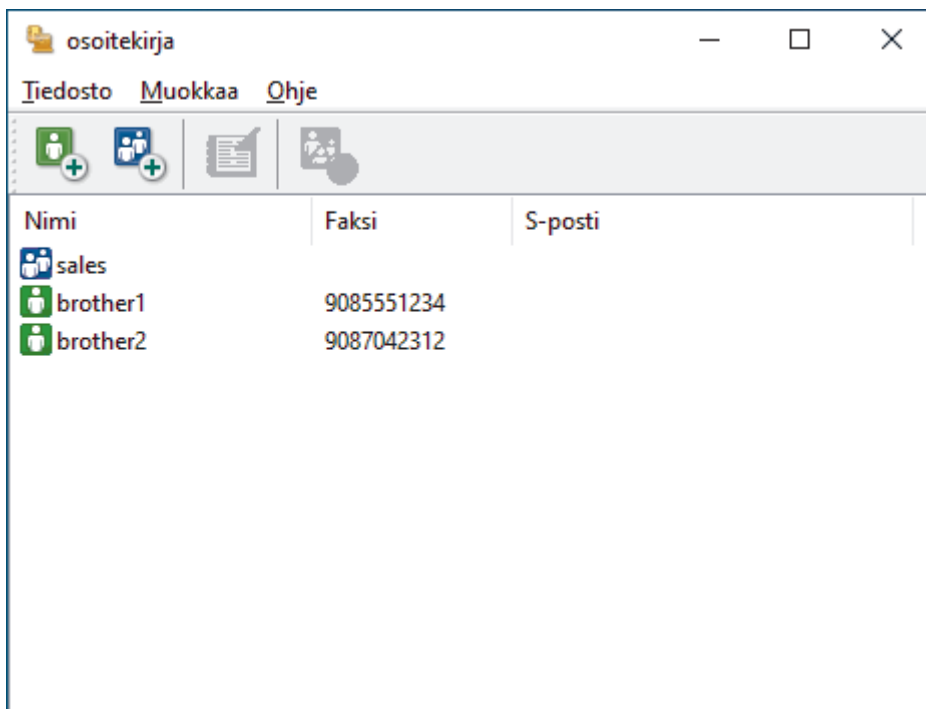 osoitekirja
Tiedosto Muokkaa Ohje
Nimi Faksi S-posti
sales
brother1 9085551234
brother2 9087042312